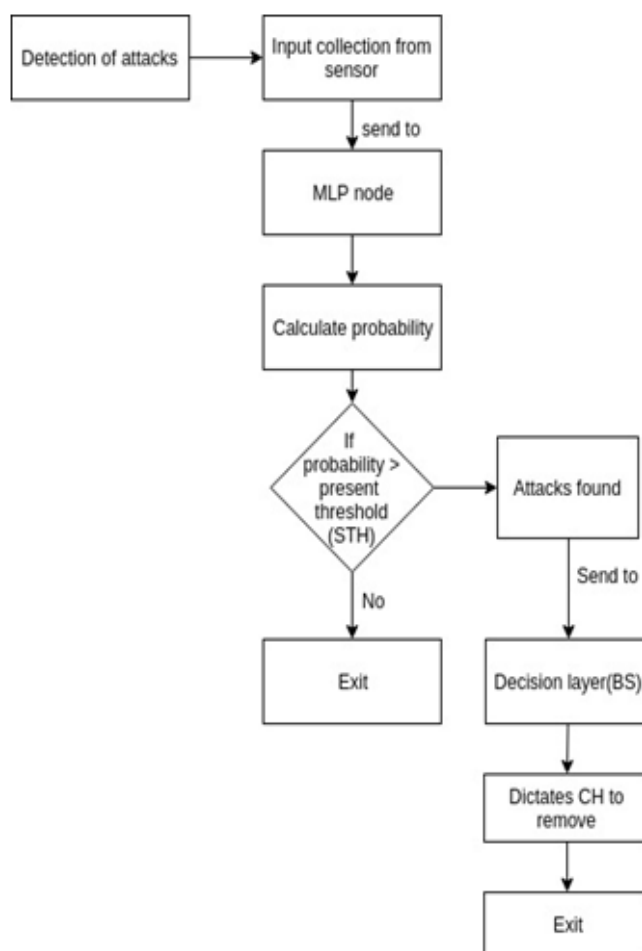 Detection of attacks
Input collection from
sensor
send to
MLP node
Calculate probability
If
probability >
present
threshold
(STH)
Attacks found
No
Send to
Exit
Decision layer(BS)
Dictates CH to
remove
Exit